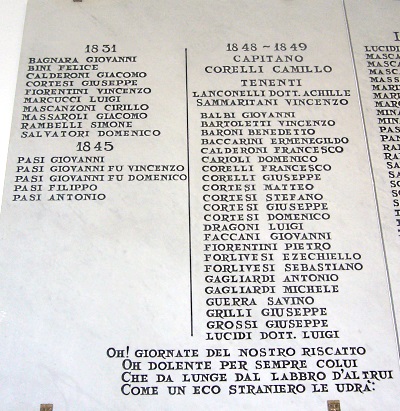 1831
BAGNARA GIOVANNI
BINI FELICE
CALDERONI GIACOMO
CORTESI GIUSEPPE
FIORENTINI VINCENZO
MARCUCCI LUIGI
MASCANZONI CIRILLO
MASSAROLI GIACOMO
RAMBELLI SIMONE
SALVATORI DOMENICO
1845
PASI GIOVANNI
PASI GIOVANNI FU VINCENZO
PASI GIOVANNI FU DOMENICO
PASI FILIPPO
PASI ANTONIO
1848 ~ 1849
CAPITANO
CORELLI CAMILLO
TENENTI
LANCONELLI DOTT. ACHILLE
SAMMARITANI VINCENZO
BALBI GIOVANNI
BARTOLETTI VINCENZO
BARONI BENEDETTO
BACCARINI ERMENEGILDO
CALDERONI FRANCESCO
CARIOLI DOMENICO
CORELLI FRANCESCO
CORELLI GIUSEPPE
CORTESI MATTEO
CORTESI STEFANO
CORTESI GIUSEPPE
CORTESI DOMENICO
DRAGONI LUIGI
FACCANI GIOVANNI
FIORENTINI PIETRO
FORLIVESI EZECHIELLO
FORLIVESI SEBASTIANO
GAGLIARDI ANTONIO
GAGLIARDI MICHELE
GUERRA SAVINO
GRILLI GIUSEPPE
GROSSI GIUSEPPE
LUCIDI DOTT. LUIGI
OH! GIORNATE DEL NOSTRO RISCATTO
OH DOLENTE PER SEMPRE COLUI
CHE DA LUNGE DAL LABBRO D'ALTRUI
COME UN ECO STRANIERO LE UDRÀ:
LUCIDI